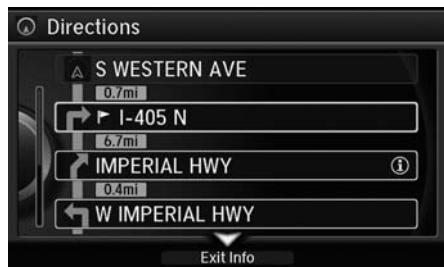 Directions
S WESTERN AVE
0.7mi
I-405 N
6.7mi
IMPERIAL HWY
0.4mi
W IMPERIAL HWY
Exit Info